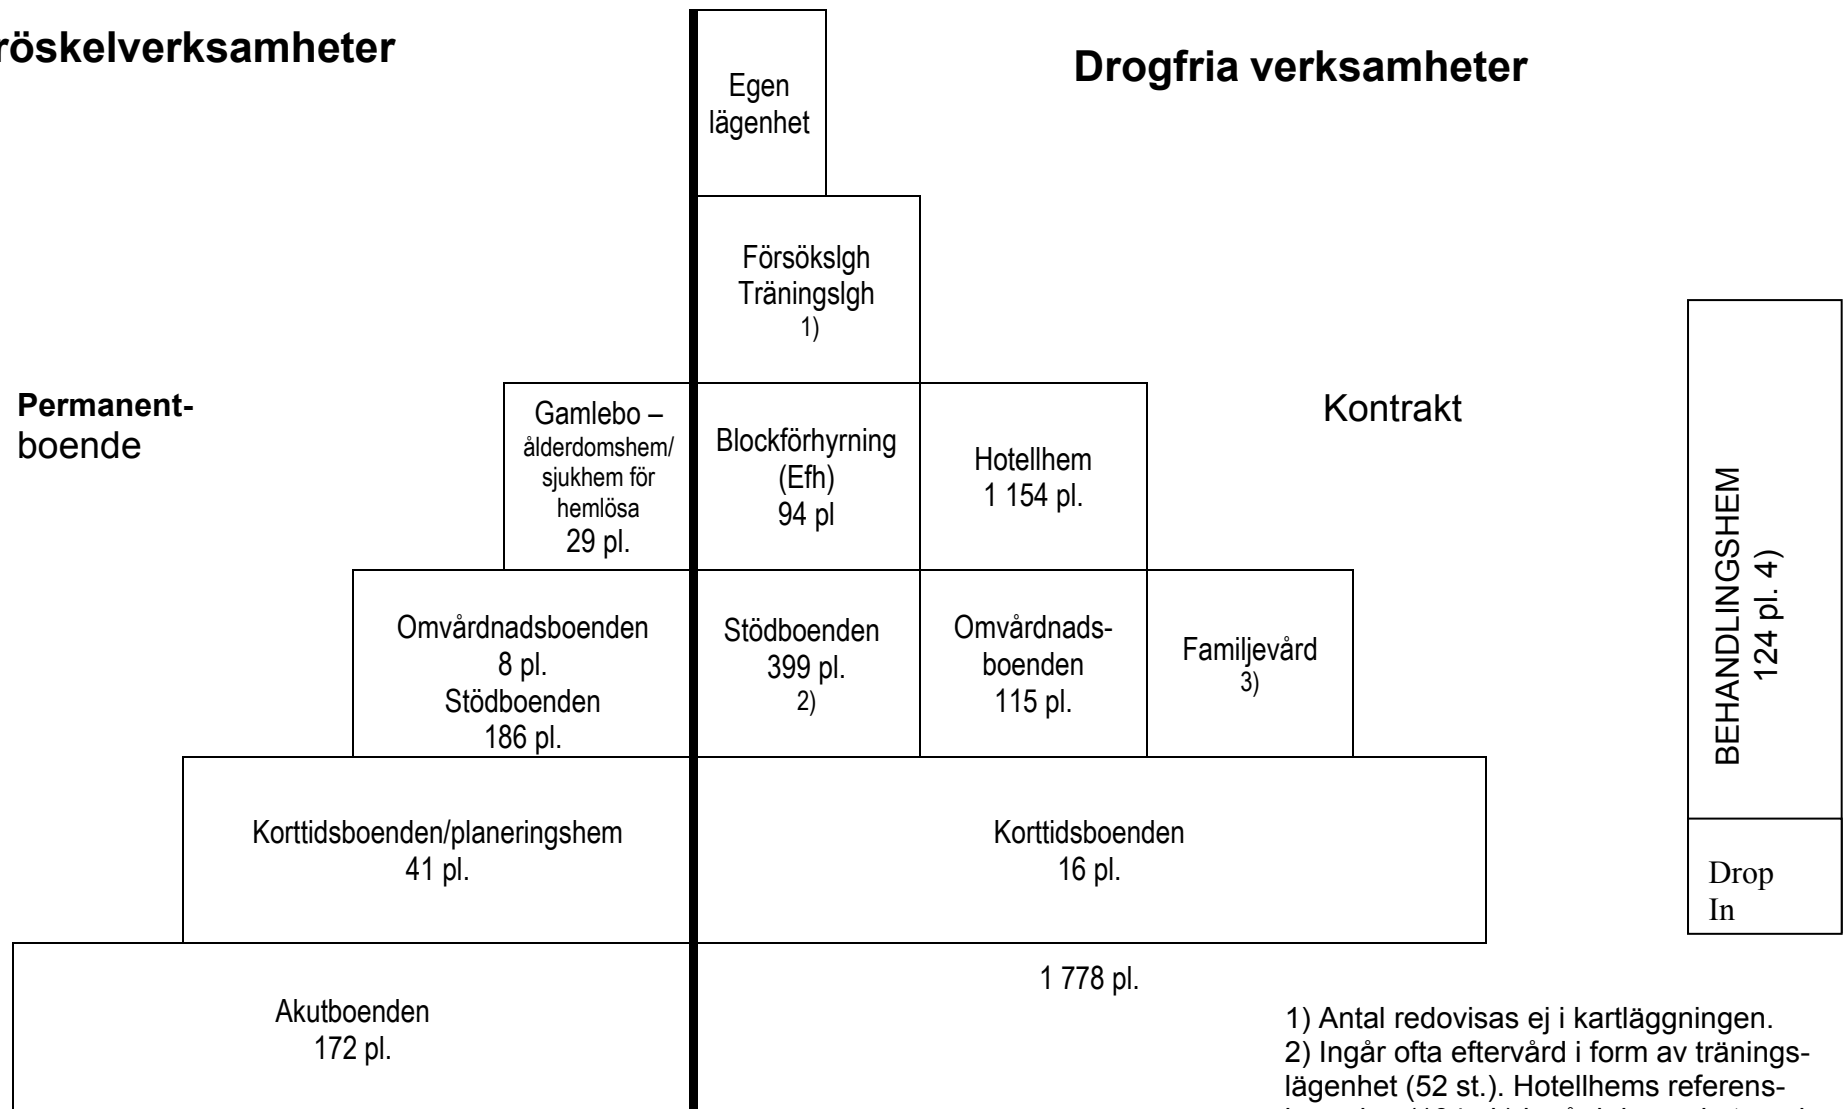 röskelverksamheter
Drogfria verksamheter
Egen
lägenhet
Försökslgh
Träningslgh
1)
Permanent-
boende
Gamlebo –
ålderdomshem/
sjukhem för
hemlösa
29 pl.
Blockförhyrning
(Efh)
94 pl
Hotellhem
1 154 pl.
Kontrakt
Omvårdnadsboenden
8 pl.
Stödboenden
186 pl.
Stödboenden
399 pl.
2)
Omvårdnads-
boenden
115 pl.
Familjevård
3)
BEHANDLINGSHEM
124 pl. 4)
Korttidsboenden/planeringshem
41 pl.
Korttidsboenden
16 pl.
Drop
In
Akutboenden
172 pl.
1 778 pl.
1) Antal redovisas ej i kartläggningen.
2) Ingår ofta eftervård i form av tränings-
lägenhet (52 st.). Hotellhems referens-